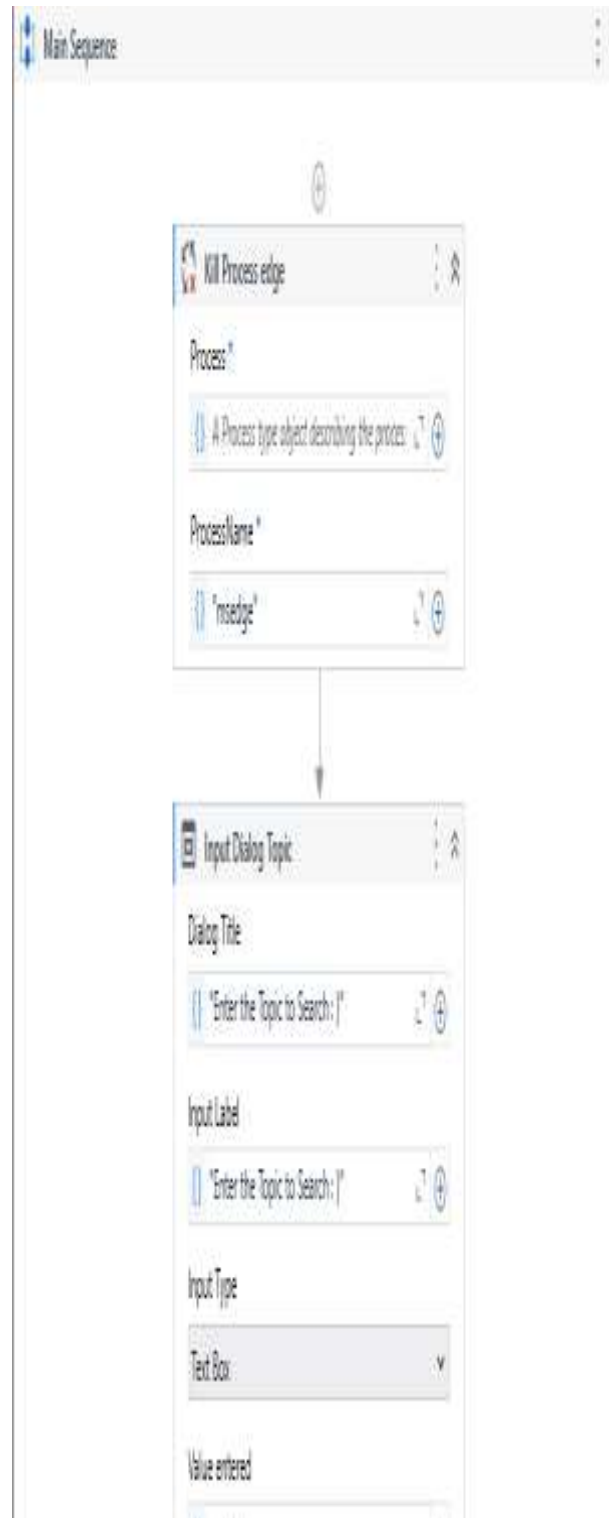 Main Sequence
Kill Process edge
Process *
A Process type object describing the proces
ProcessName *
"msedge"
Input Dialog Topic
Dialog Title
"Enter the Topic to Search : )"
Input Label
"Enter the Topic to Search : )"
Input Type
Text Box
Value entered